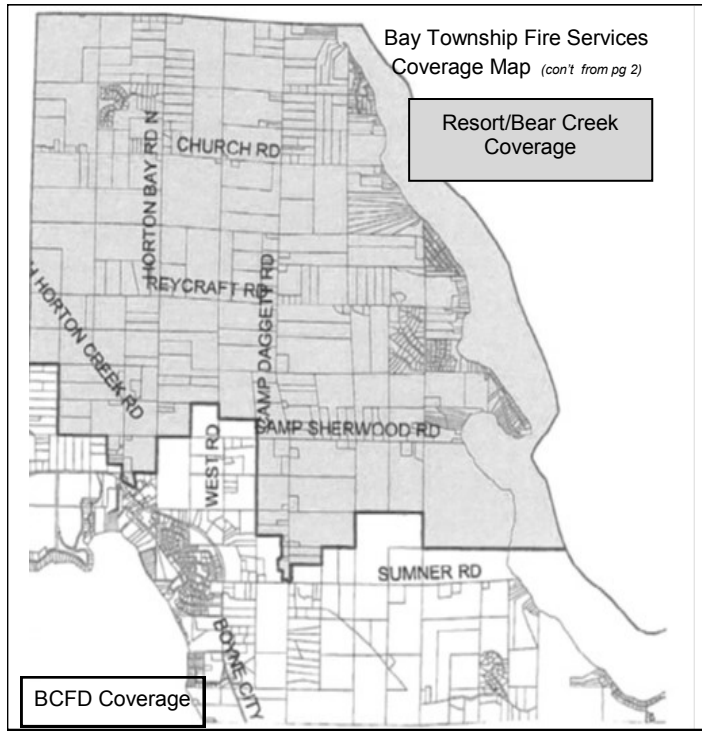 Bay Township Fire Services
Coverage Map (con't from pg 2)
Resort/Bear Creek
Coverage
CHURCH RD
HORTON BAY RD N
REYCRAFT RD
CAMP DAGGETT RD
HORTON CREEK RD
CAMP SHERWOOD RD
WEST RD
SUMNER RD
BOYNE CITY
BCFD Coverage